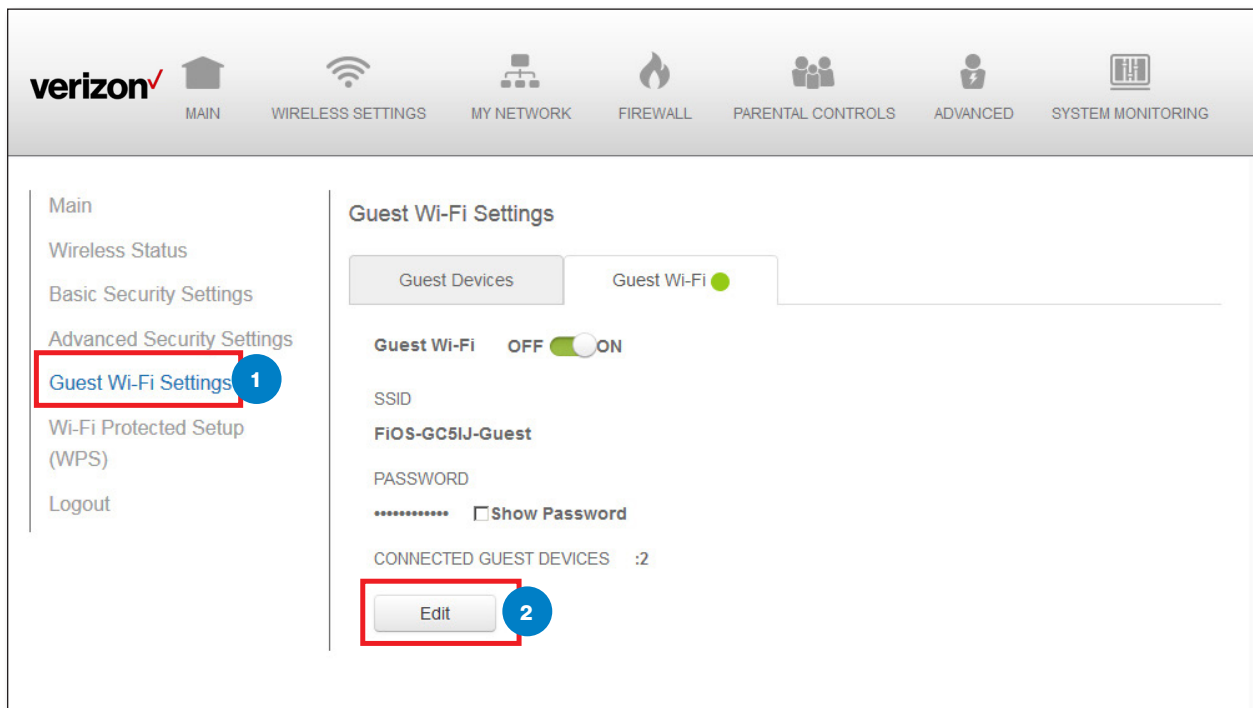 verizon✓
MAIN
WIRELESS SETTINGS
MY NETWORK
FIREWALL
PARENTAL CONTROLS
ADVANCED
SYSTEM MONITORING
Main
Wireless Status
Basic Security Settings
Advanced Security Settings
Guest Wi-Fi Settings
1
Wi-Fi Protected Setup
(WPS)
Logout
Guest Wi-Fi Settings
Guest Devices
Guest Wi-Fi
Guest Wi-Fi OFF ON
SSID
FiOS-GC5IJ-Guest
PASSWORD
•••••••••••• Show Password
CONNECTED GUEST DEVICES :2
Edit
2